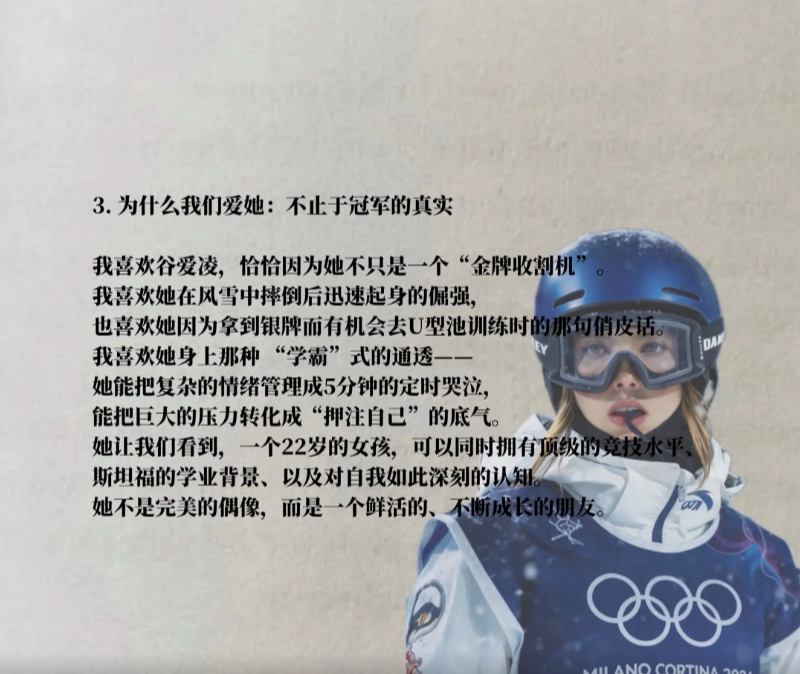 3. 为什么我们爱她：不止于冠军的真实
我喜欢谷爱凌，恰恰因为她不只是一个“金牌收割机”。
我喜欢她在风雪中摔倒后迅速起身的倔强，
也喜欢她因为拿到银牌而有机会去U型池训练时的那句俏皮话。
我喜欢她身上那种 “学霸”式的通透——
她能把复杂的情绪管理成5分钟的定时哭泣，
能把巨大的压力转化成“押注自己”的底气。
她让我们看到，一个22岁的女孩，可以同时拥有顶级的竞技水平、
斯坦福的学业背景、以及对自我如此深刻的认知。
她不是完美的偶像，而是一个鲜活的、不断成长的朋友。
MILANO CORTINA 2026